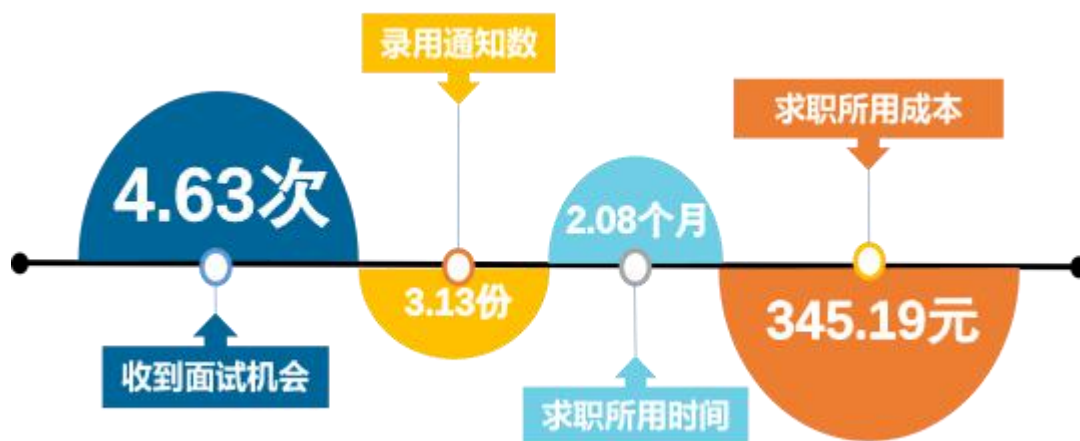 录用通知数
求职所用成本
4.63次
2.08个月
3.13份
345.19元
收到面试机会
求职所用时间